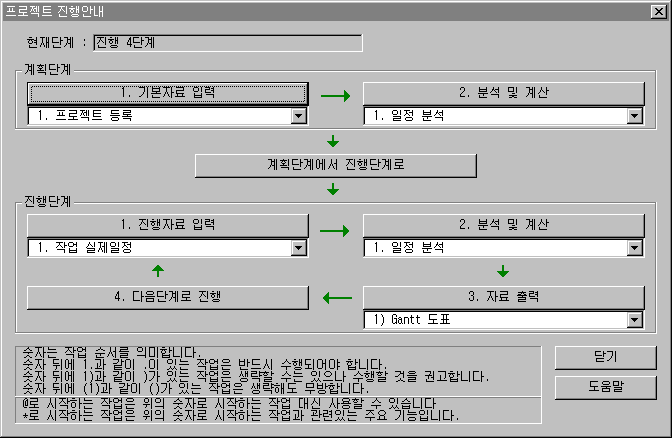 프로젝트 진행안내
현재단계 : 진행 4단계
계획단계
1. 기본자료 입력
2. 분석 및 계산
1. 프로젝트 등록
1. 일정 분석
계획단계에서 진행단계로
진행단계
1. 진행자료 입력
2. 분석 및 계산
1. 작업 실제일정
1. 일정 분석
4. 다음단계로 진행
3. 자료 출력
1) Gantt 도표
숫자는 작업 순서를 의미합니다.
숫자 뒤에 1.과 같이 .이 있는 작업은 반드시 수행되어야 합니다.
숫자 뒤에 1)과 같이 )가 있는 작업은 생략할 수는 있으나 수행할 것을 권고합니다.
숫자 뒤에 (1)과 같이 ()가 있는 작업은 생략해도 무방합니다.
@로 시작하는 작업은 위의 숫자로 시작하는 작업 대신 사용할 수 있습니다
*로 시작하는 작업은 위의 숫자로 시작하는 작업과 관련있는 주요 기능입니다.
닫기
도움말